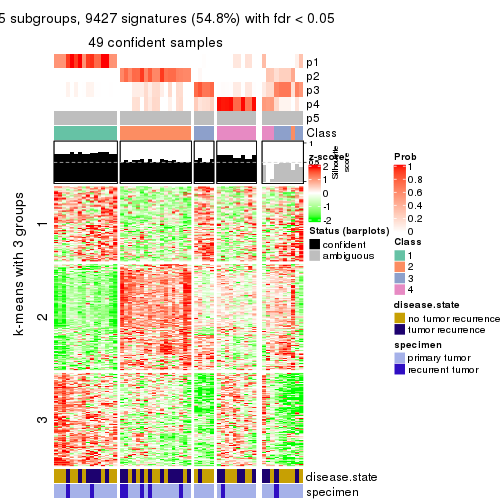 5 subgroups, 9427 signatures (54.8%) with fdr < 0.05
49 confident samples
p1
p2
p3
p4
p5
Class
1
Silhouette
score
k-means with 3 groups
1
2
3
disease.state
specimen
z-score
2
1
0
-1
-2
Status (barplots)
confident
ambiguous
Prob
1
0.8
0.6
0.4
0.2
0
Class
1
2
3
4
disease.state
no tumor recurrence
tumor recurrence
specimen
primary tumor
recurrent tumor